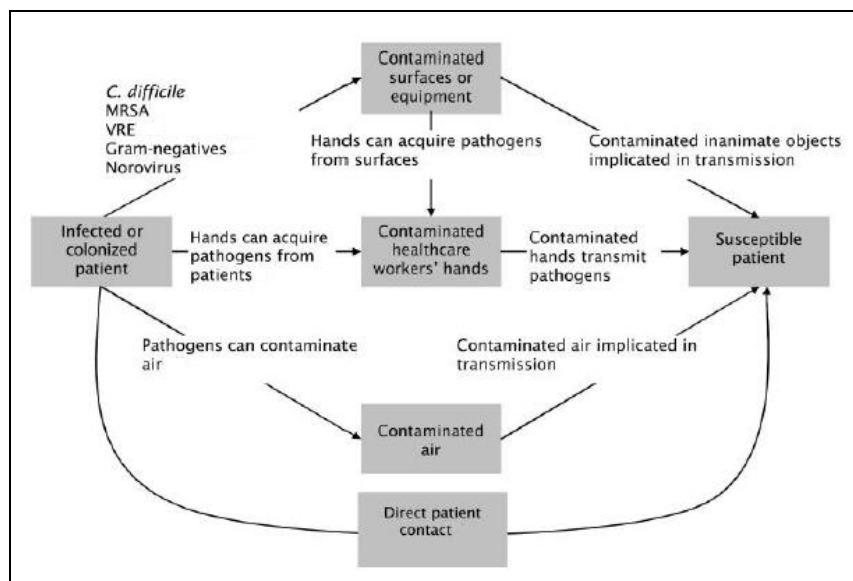 Contaminated
surfaces or
equipment
C. difficile
MRSA
VRE
Gram-negatives
Norovirus
Hands can acquire pathogens
from surfaces
Contaminated inanimate objects
implicated in transmission
Infected or
colonized
patient
Hands can acquire
pathogens from
patients
Contaminated
healthcare
workers' hands
Contaminated
hands transmit
pathogens
Susceptible
patient
Pathogens can contaminate
air
Contaminated air implicated in
transmission
Contaminated
air
Direct patient
contact